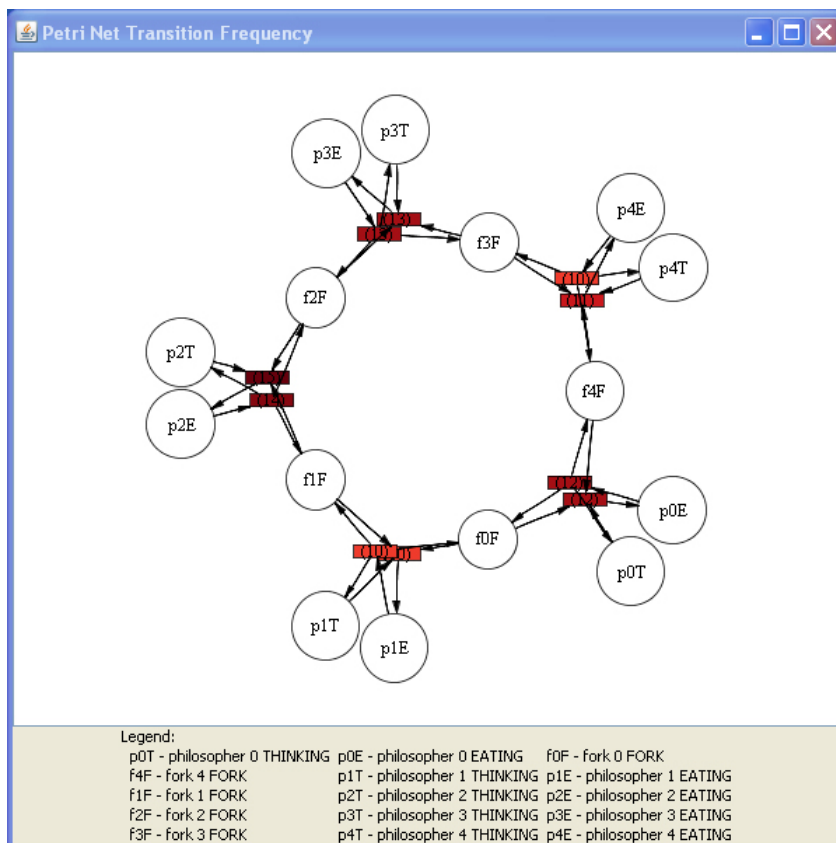 Petri Net Transition Frequency
p3T
p3E
p4E
(13)
f3F
p4T
(10)
f2F
p2T
f4F
p2E
f1F
(12)
p0E
f0F
(10)
p0T
p1T
p1E
Legend:
p0T - philosopher 0 THINKING p0E - philosopher 0 EATING f0F - fork 0 FORK
f4F - fork 4 FORK p1T - philosopher 1 THINKING p1E - philosopher 1 EATING
f1F - fork 1 FORK p2T - philosopher 2 THINKING p2E - philosopher 2 EATING
f2F - fork 2 FORK p3T - philosopher 3 THINKING p3E - philosopher 3 EATING
f3F - fork 3 FORK p4T - philosopher 4 THINKING p4E - philosopher 4 EATING